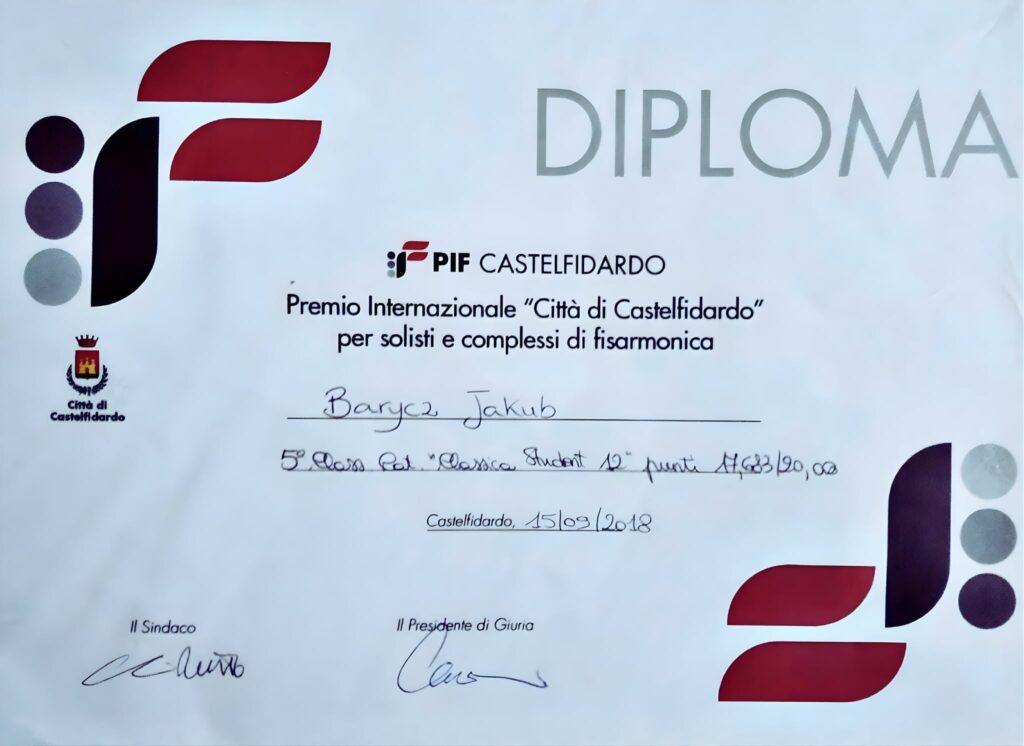 DIPLOMA
PIF CASTELFIDARDO
Premio Internazionale "Città di Castelfidardo"
per solisti e complessi di fisarmonica
Città di
Castelfidardo
Barycz Jakub
5° Class Cat. "Classica Student 12" punti 17,683/20,00
Castelfidardo, 15/09/2018
Il Sindaco
Il Presidente di Giuria